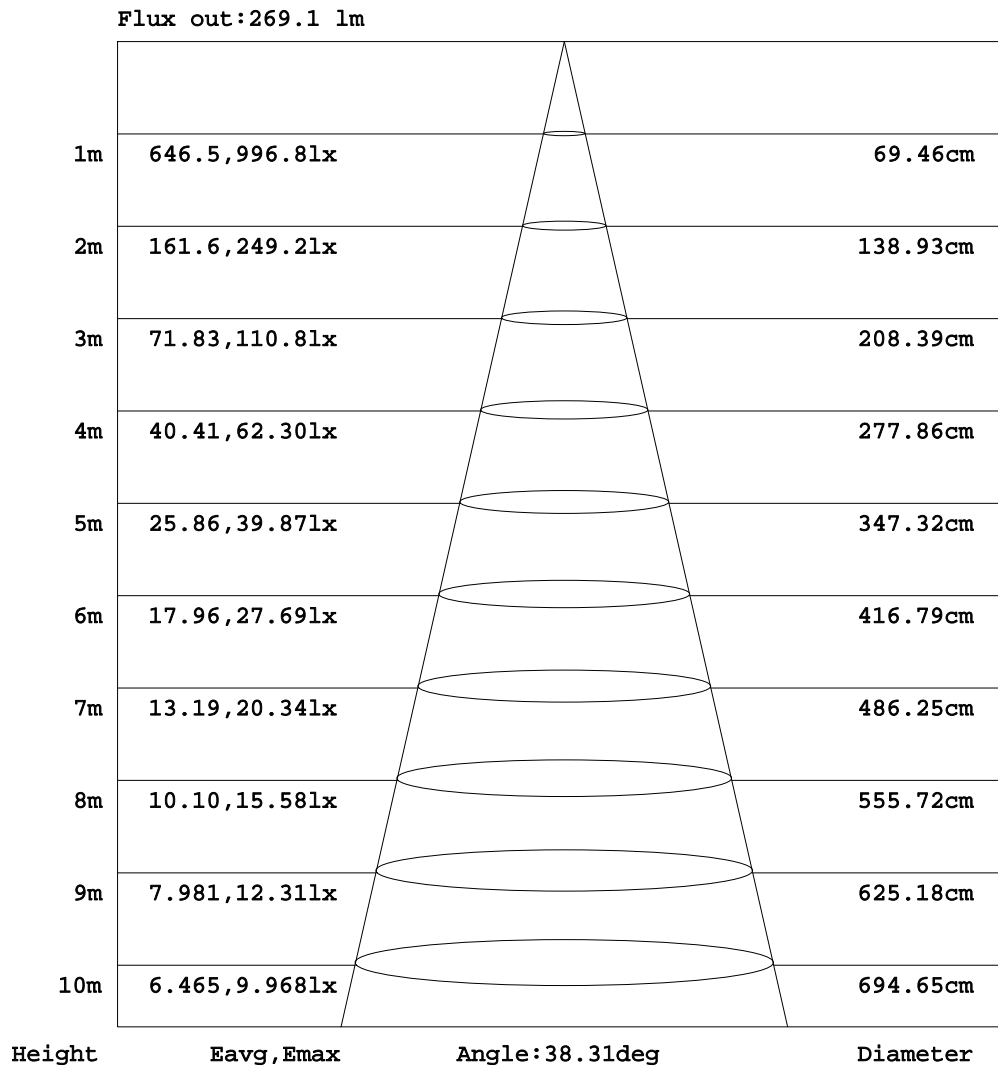 Flux out:269.1 lm
1m 646.5,996.8lx 69.46cm
2m 161.6,249.2lx 138.93cm
3m 71.83,110.8lx 208.39cm
4m 40.41,62.30lx 277.86cm
5m 25.86,39.87lx 347.32cm
6m 17.96,27.69lx 416.79cm
7m 13.19,20.34lx 486.25cm
8m 10.10,15.58lx 555.72cm
9m 7.981,12.31lx 625.18cm
10m 6.465,9.968lx 694.65cm
Height Eavg,Emax Angle:38.31deg Diameter